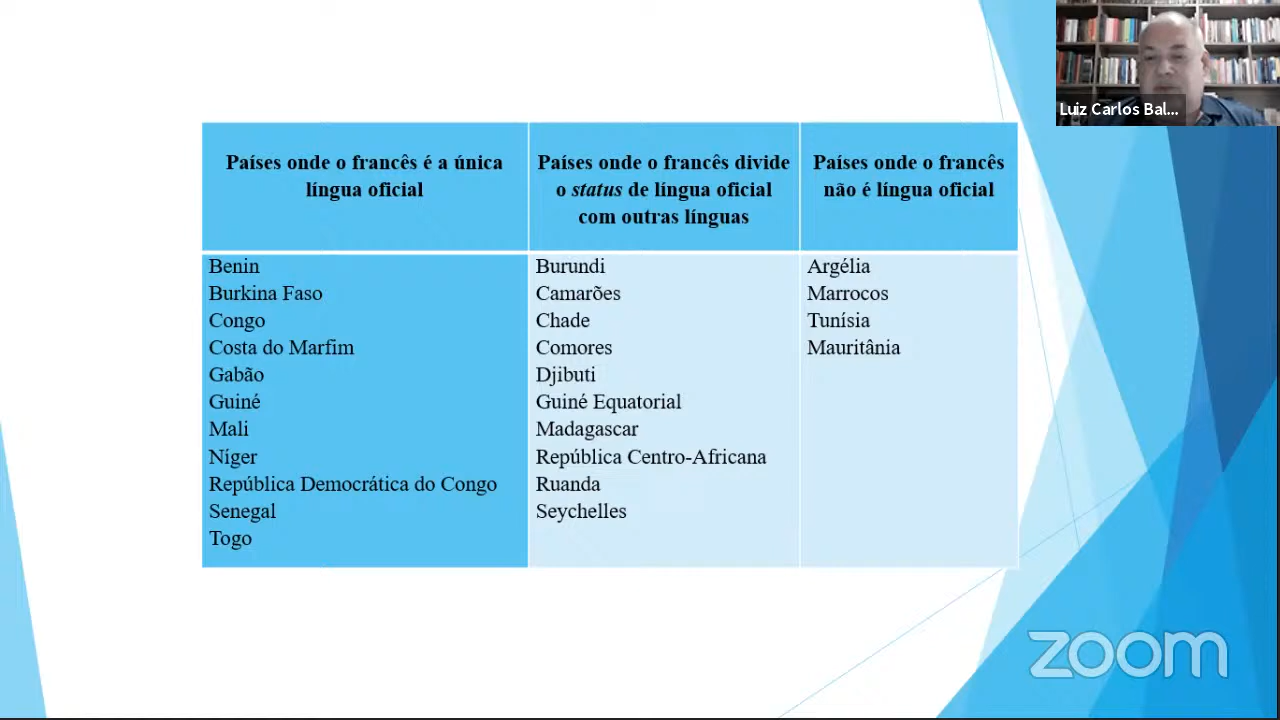 Luiz Carlos Bal...
Países onde o francês é a única
língua oficial
Países onde o francês divide
o status de língua oficial
com outras línguas
Países onde o francês
não é língua oficial
Benin
Burkina Faso
Congo
Costa do Marfim
Gabão
Guiné
Mali
Níger
República Democrática do Congo
Senegal
Togo
Burundi
Camarões
Chade
Comores
Djibuti
Guiné Equatorial
Madagascar
República Centro-Africana
Ruanda
Seychelles
Argélia
Marrocos
Tunísia
Mauritânia
zoom